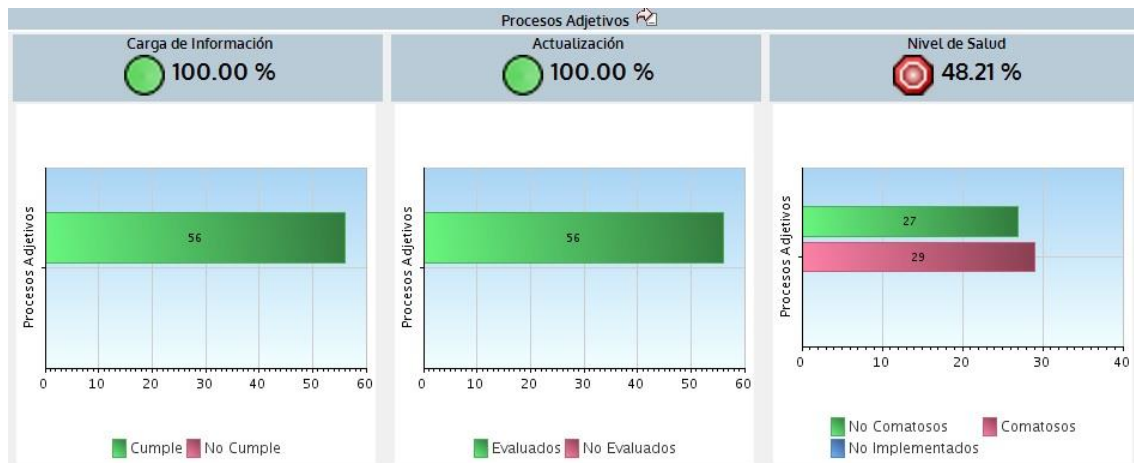 Procesos Adjetivos
Carga de Información
100.00 %
Actualización
100.00 %
Nivel de Salud
48.21 %
Procesos Adjetivos
56
0 10 20 30 40 50 60
Cumple No Cumple
Procesos Adjetivos
56
0 10 20 30 40 50 60
Evaluados No Evaluados
Procesos Adjetivos
27
29
0 10 20 30 40
No Comatosos Comatosos
No Implementados